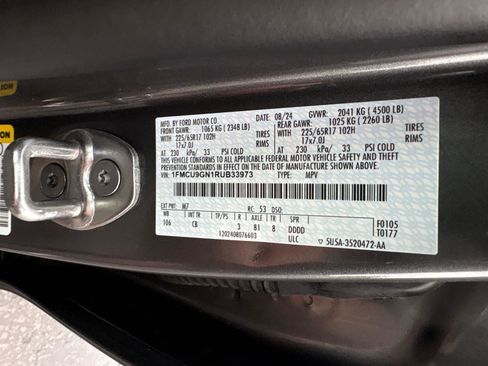 MFD. BY FORD MOTOR CO. 08/24 GVWR: 2041 KG ( 4500 LB)
FRONT GAWR: 1065 KG ( 2348 LB) REAR GAWR: 1025 KG ( 2260 LB)
WITH 225/65R17 102H TIRES WITH 225/65R17 102H TIRES
17x7.0J RIMS 17x7.0J RIMS
AT 230 kPa/ 33 PSI COLD AT 230 kPa/ 33 PSI COLD
THIS VEHICLE CONFORMS TO ALL APPLICABLE FEDERAL MOTOR VEHICLE SAFETY AND THEFT
PREVENTION STANDARDS IN EFFECT ON THE DATE OF MANUFACTURE SHOWN ABOVE.
VIN: 1FMCU9GN1RUB33973 TYPE: MPV
EXT PNT: M7 RC: 53 DSO: F0105
WB TP/PS R AXLE TR SPR T0177
106 CB 3 B1 8 DDDD
1202408076603 ULC 5U5A-3520472-AA